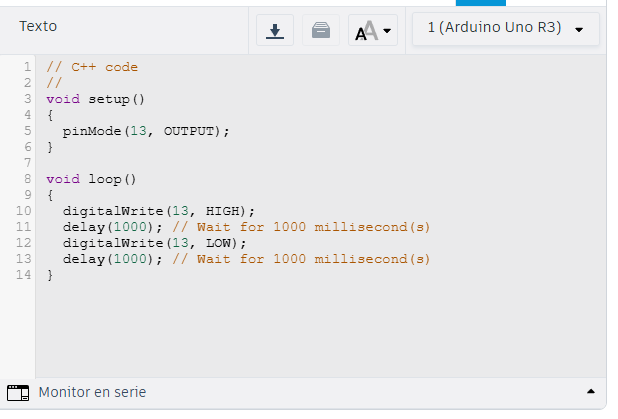 Texto
AA
1 (Arduino Uno R3)
1 // C++ code
2 //
3 void setup()
4 {
5   pinMode(13, OUTPUT);
6 }
7
8 void loop()
9 {
10   digitalWrite(13, HIGH);
11   delay(1000); // Wait for 1000 millisecond(s)
12   digitalWrite(13, LOW);
13   delay(1000); // Wait for 1000 millisecond(s)
14 }
Monitor en serie